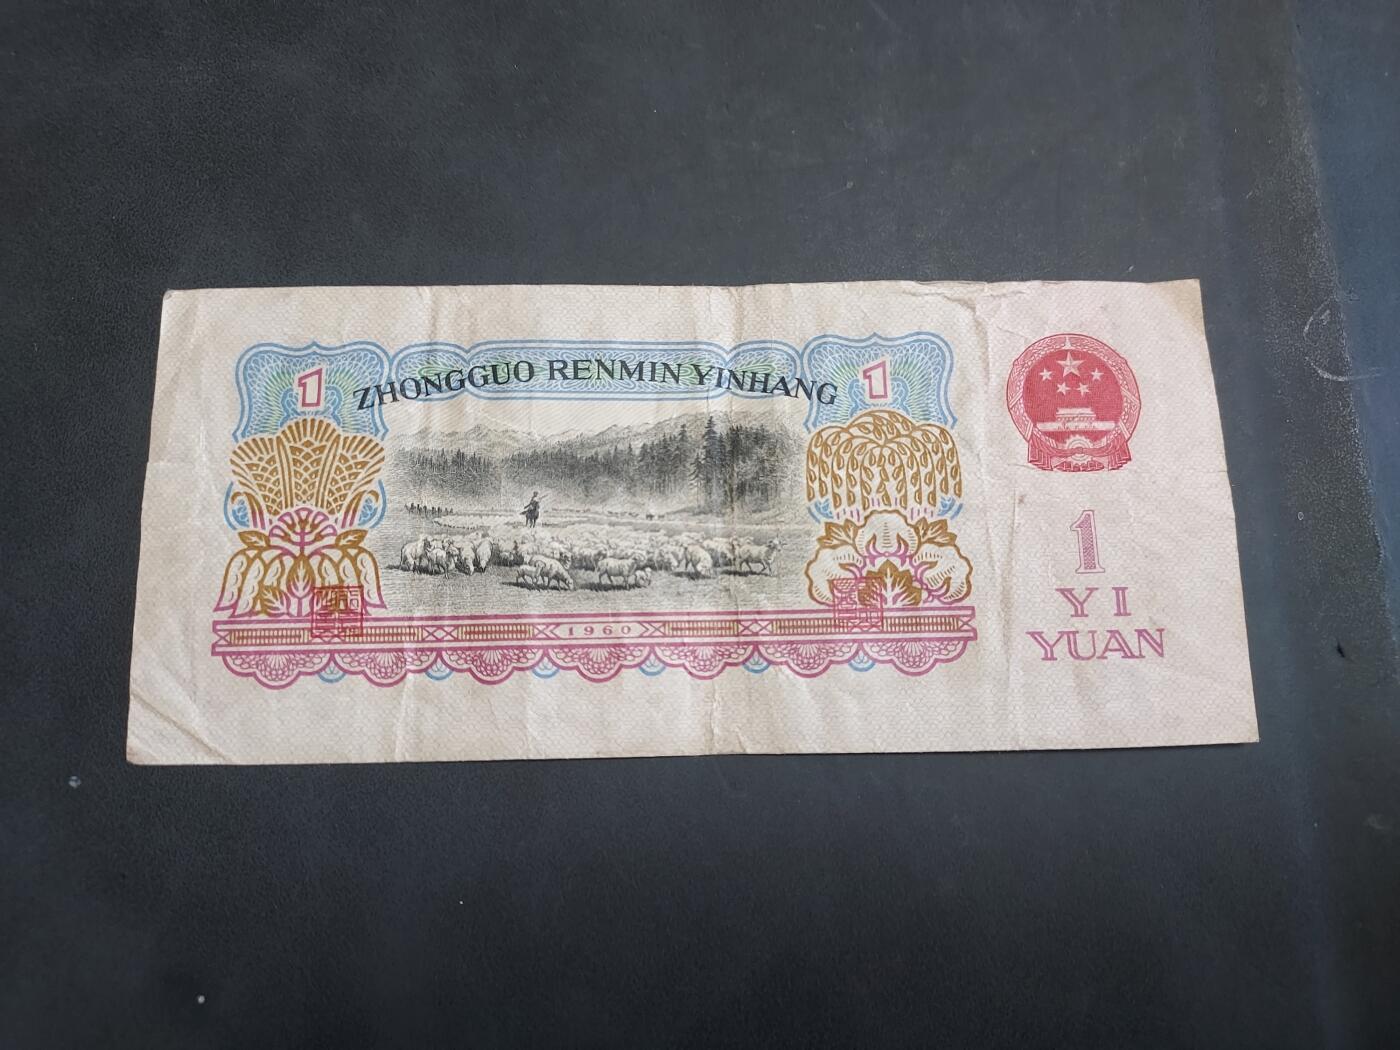 1 ZHONGGUO RENMIN YINHANG 1
1960
1
YI
YUAN